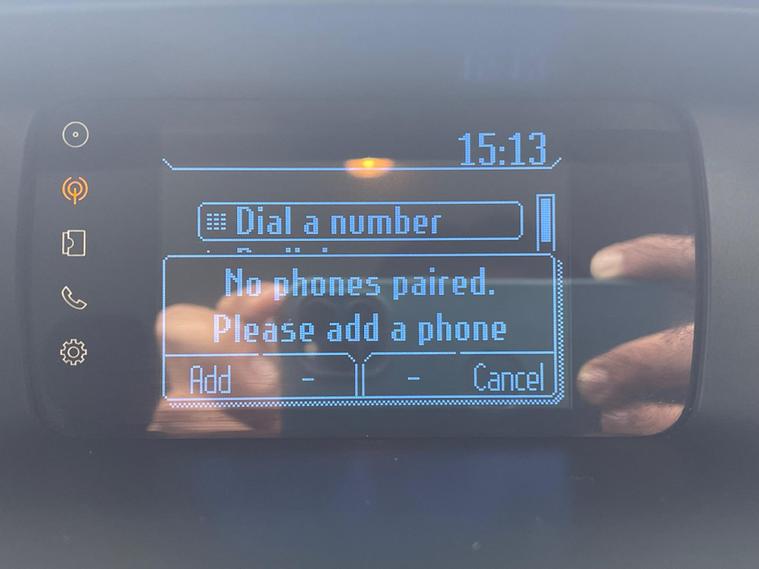 15:13
Dial a number
No phones paired.
Please add a phone
Add - - Cancel